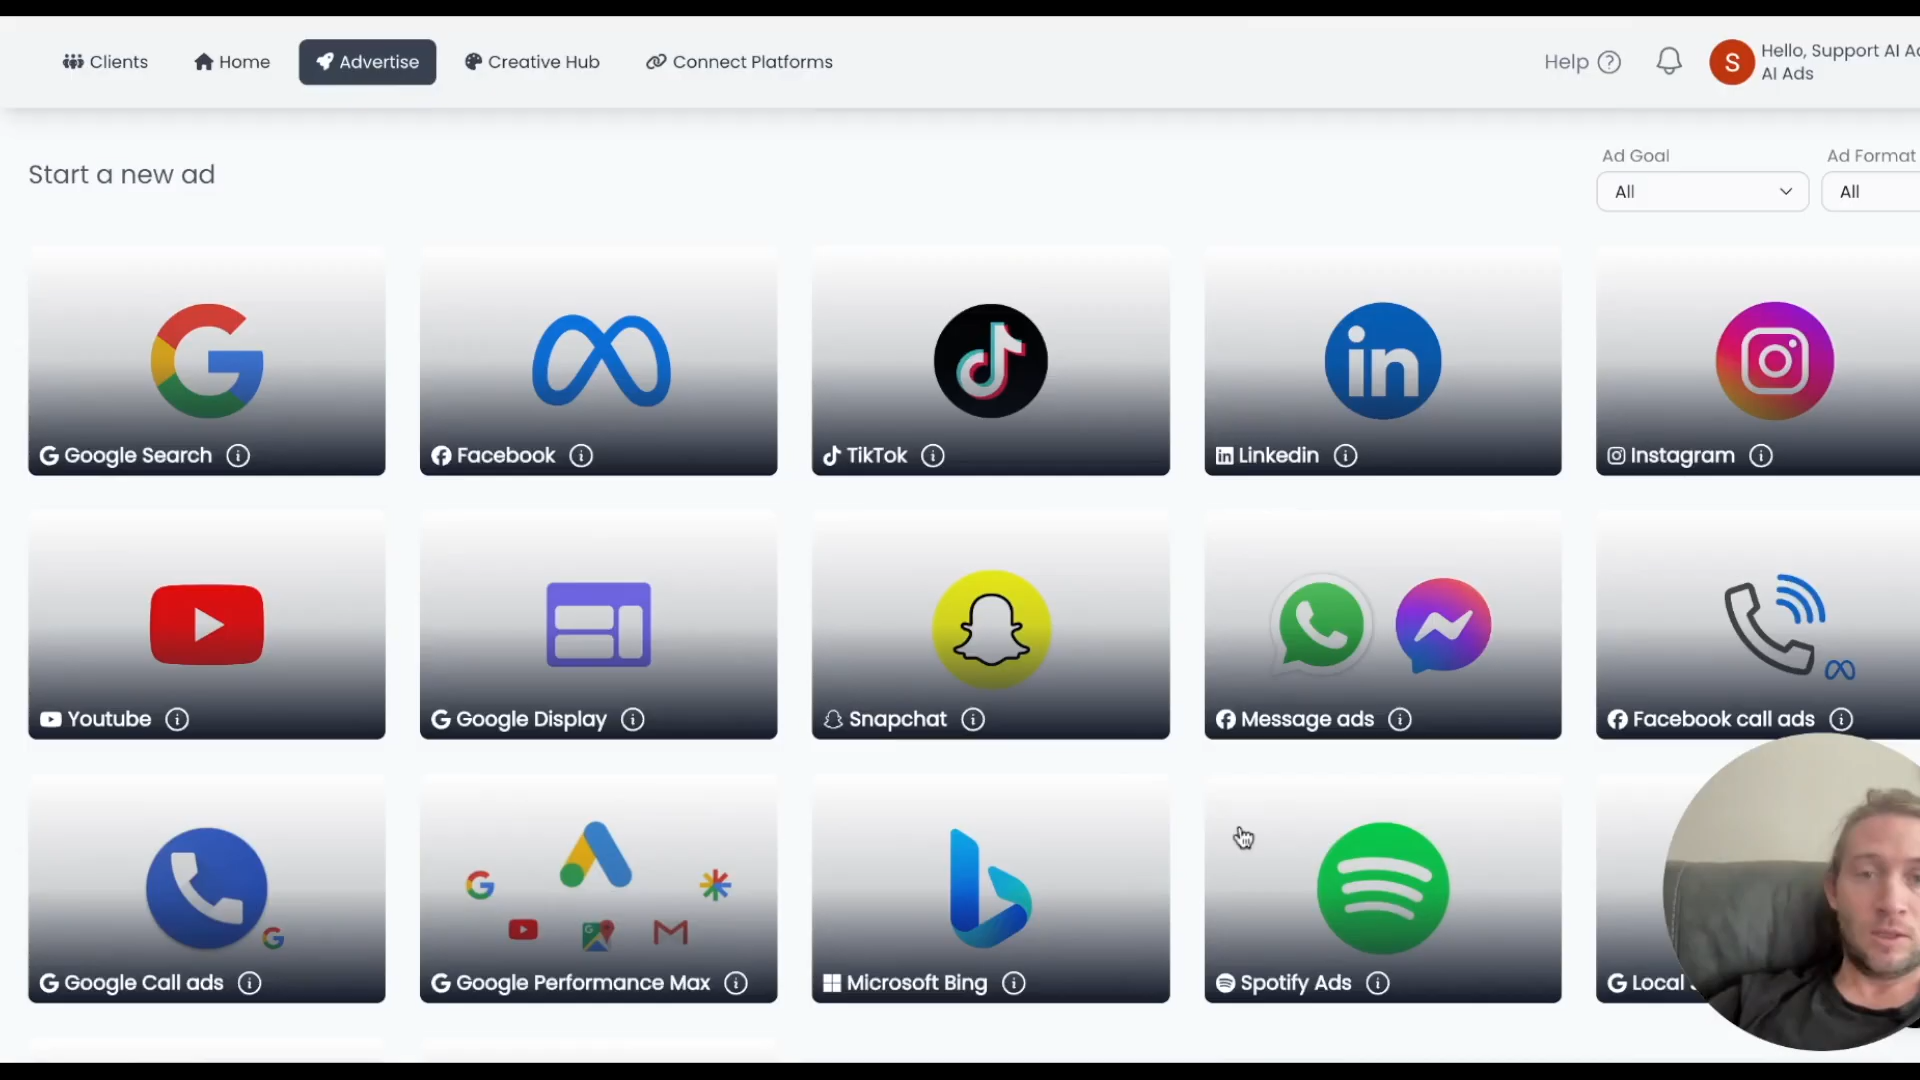 Clients
Home
Advertise
Creative Hub
Connect Platforms
Help
S
Hello, Support AI
AI Ads
Start a new ad
Ad Goal
Ad Format
All
All
Google Search
Facebook
TikTok
Linkedin
Instagram
Youtube
Google Display
Snapchat
Message ads
Facebook call ads
Google Call ads
Google Performance Max
Microsoft Bing
Spotify Ads
Local